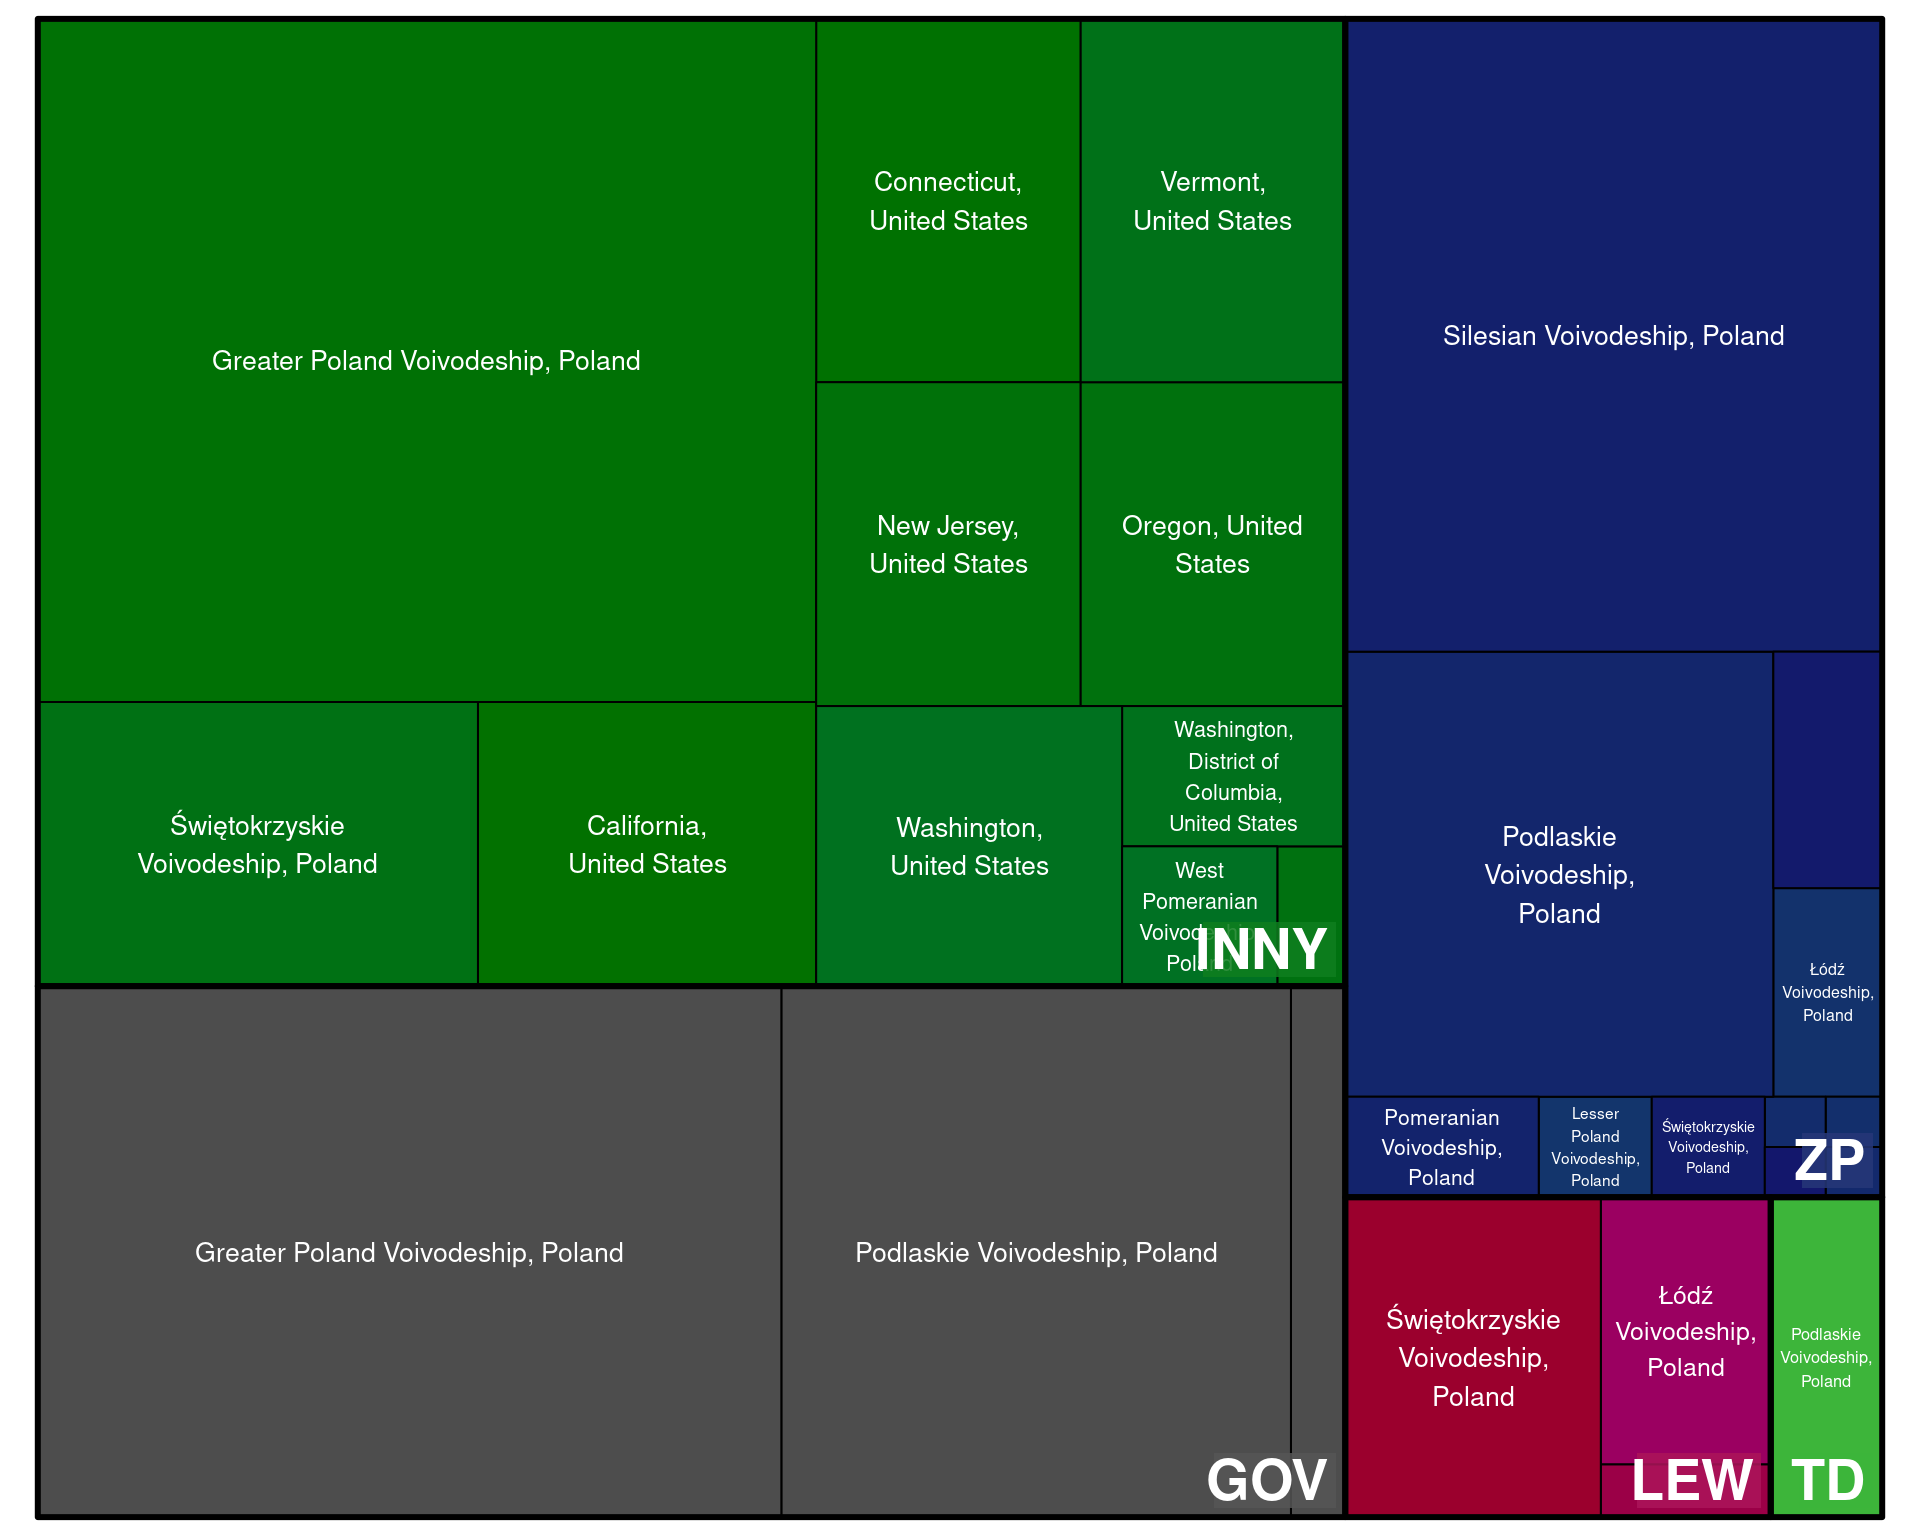 Greater Poland Voivodeship, Poland
Connecticut,
United States
Vermont,
United States
New Jersey,
United States
Oregon, United
States
Świętokrzyskie
Voivodeship, Poland
California,
United States
Washington,
United States
Washington,
District of
Columbia,
United States
West
Pomeranian
INNY
Greater Poland Voivodeship, Poland
Podlaskie Voivodeship, Poland
GOV
Silesian Voivodeship, Poland
Podlaskie
Voivodeship,
Poland
Łódź
Voivodeship,
Poland
Pomeranian
Voivodeship,
Poland
Lesser
Poland
Voivodeship,
Poland
Świętokrzyskie
Voivodeship,
Poland
ZP
Świętokrzyskie
Voivodeship,
Poland
Łódź
Voivodeship,
Poland
LEW
Podlaskie
Voivodeship,
Poland
TD